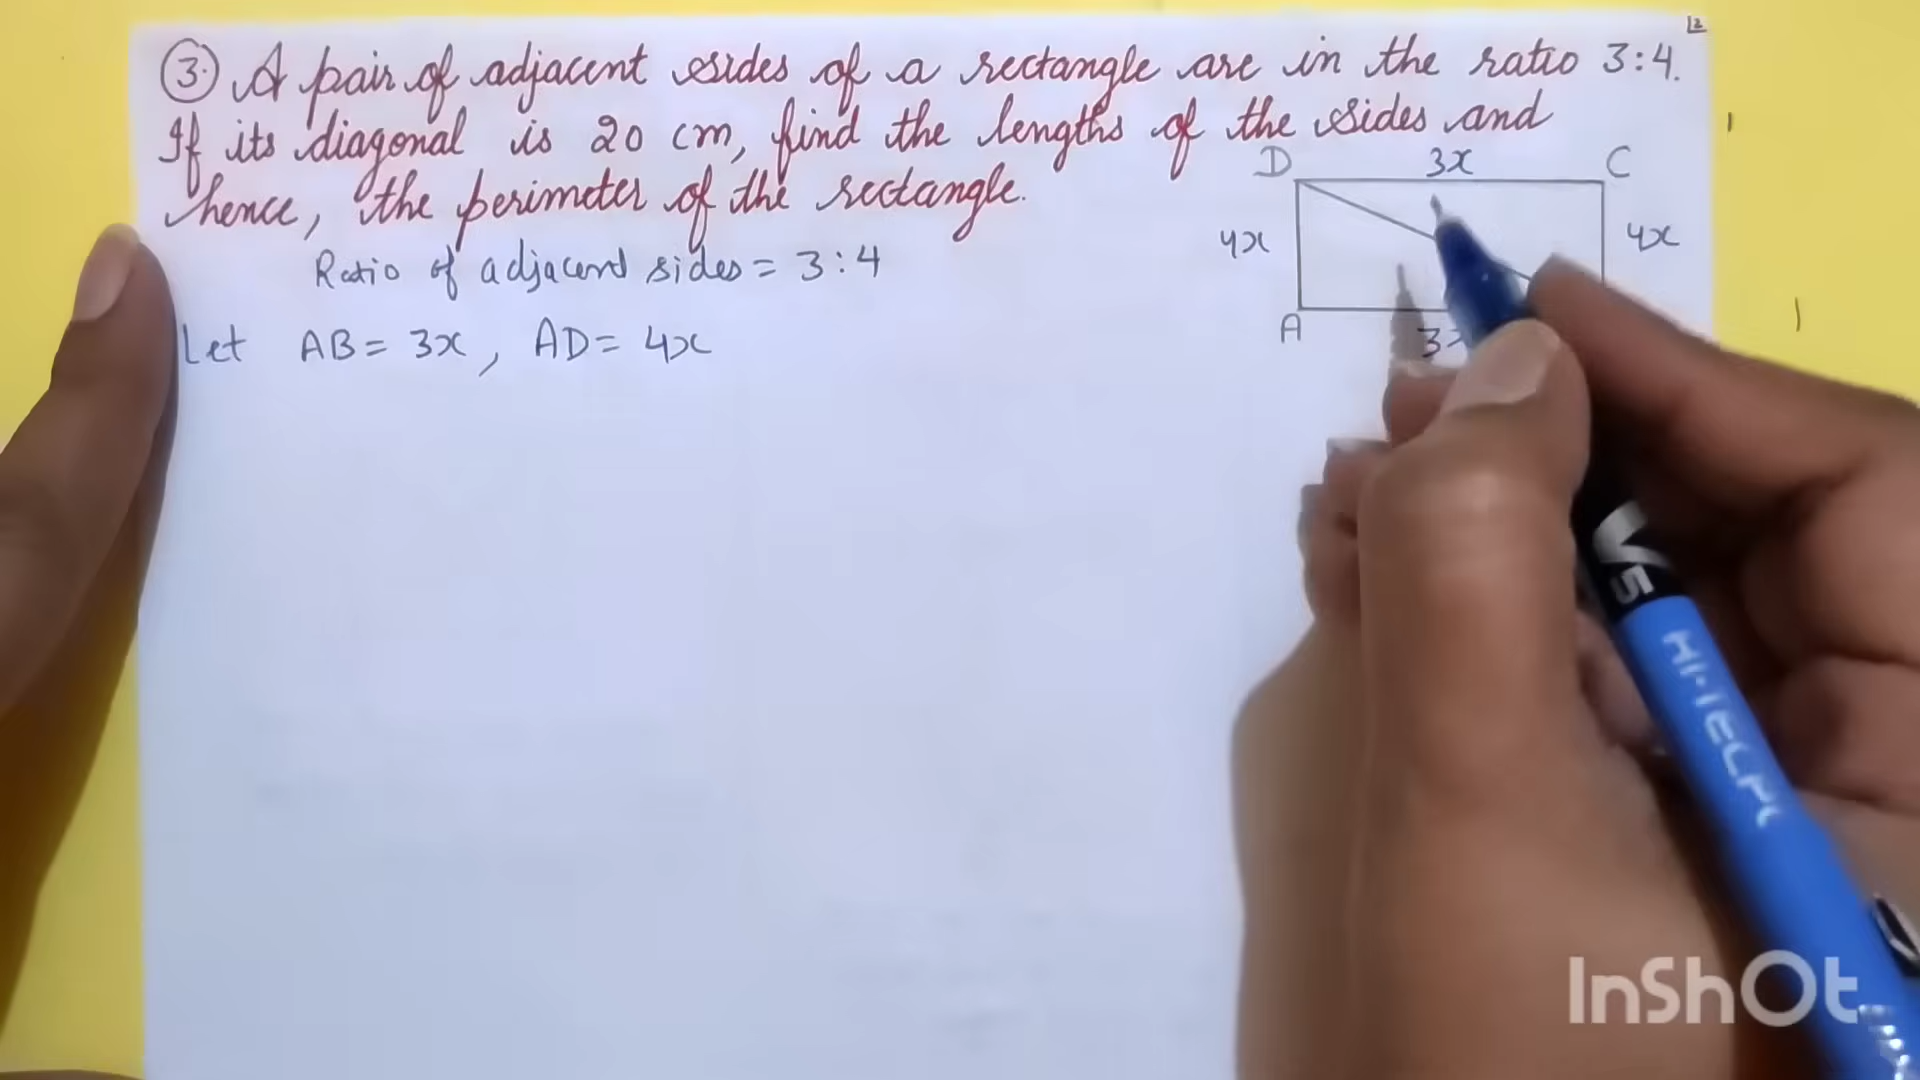 12
③ A pair of adjacent sides of a rectangle are in the ratio 3:4.
If its diagonal is 20 cm, find the lengths of the sides and
hence, the perimeter of the rectangle.
D 3x C
4x 4x
A
Ratio of adjacent sides = 3:4
Let AB = 3x, AD = 4x
V5
HI-TECPOINT
InShOt